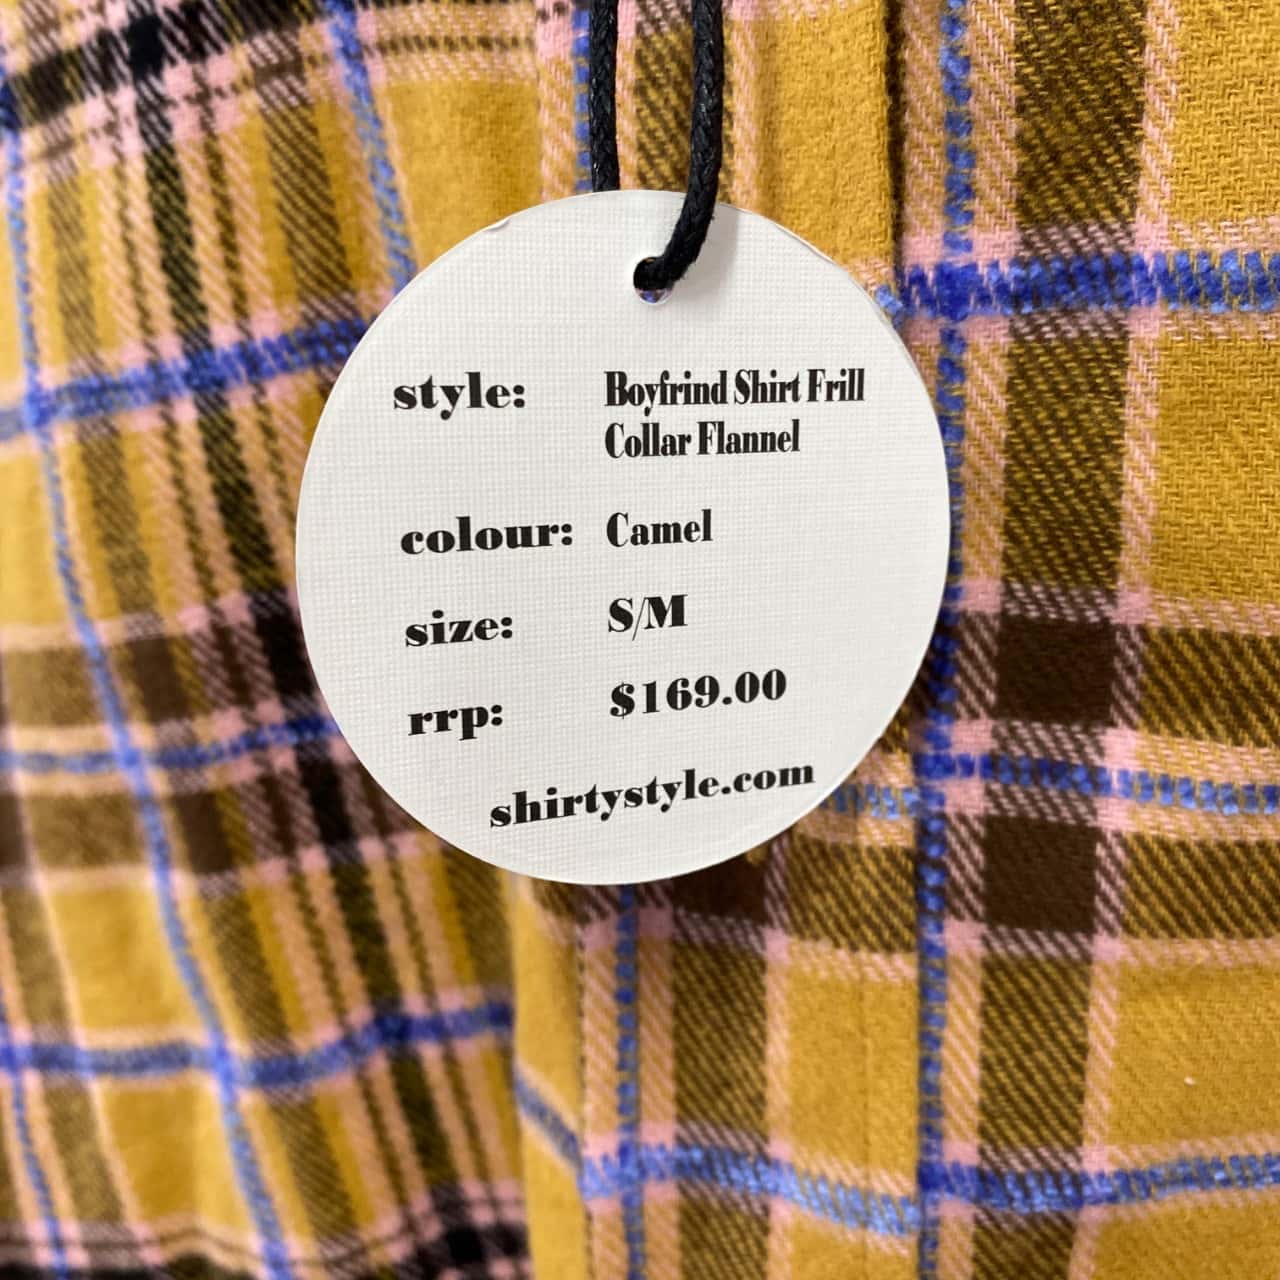 style: Boyfrind Shirt Frill
Collar Flannel
colour: Camel
size: S/M
rrp: $169.00
shirtystyle.com